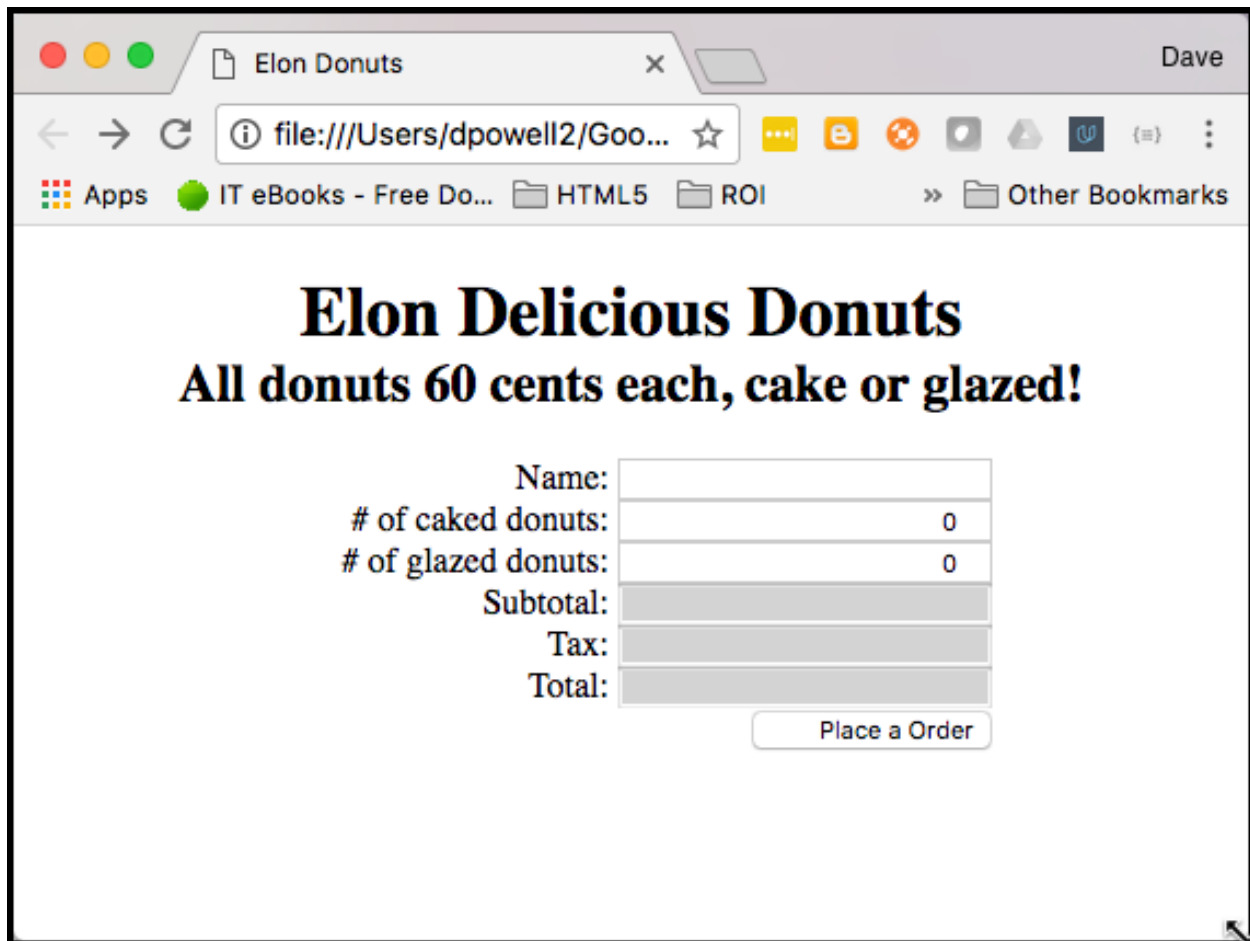 Elon Donuts
Dave
file:///Users/dpowell2/Goo...
Apps IT eBooks - Free Do... HTML5 ROI » Other Bookmarks
Elon Delicious Donuts
All donuts 60 cents each, cake or glazed!
Name:
# of caked donuts: 0
# of glazed donuts: 0
Subtotal:
Tax:
Total:
Place a Order